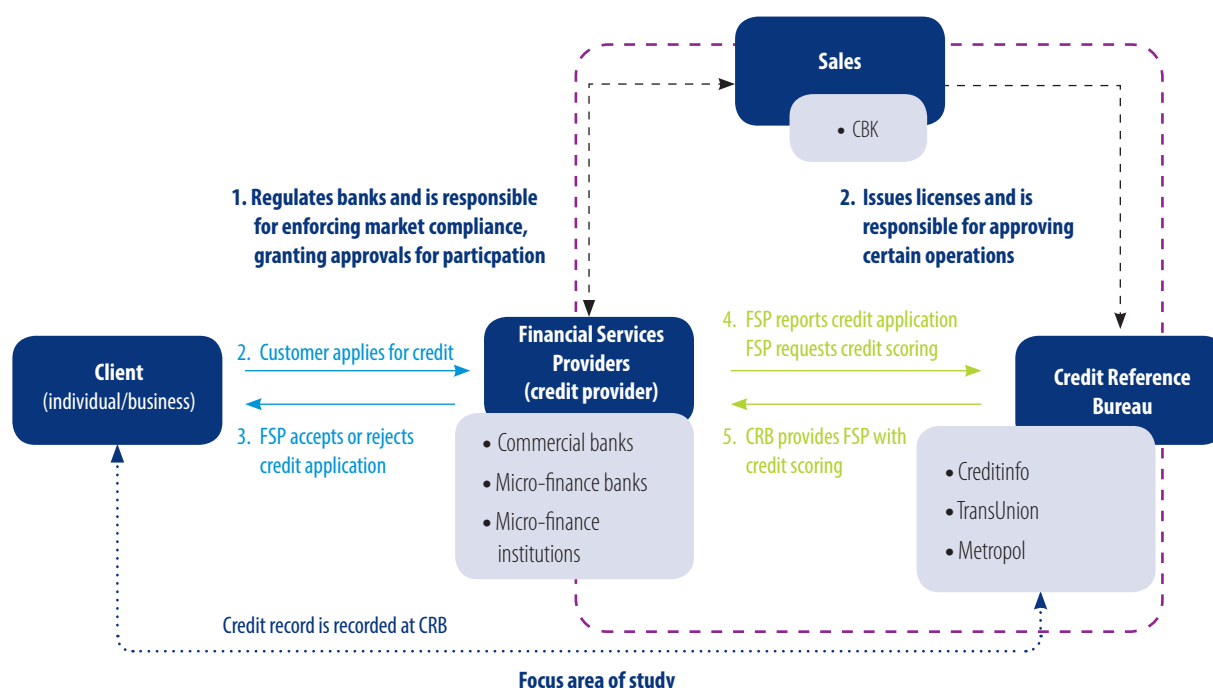 Sales
• CBK
1. Regulates banks and is responsible
for enforcing market compliance,
granting approvals for particpation
2. Issues licenses and is
responsible for approving
certain operations
Client
(individual/business)
2. Customer applies for credit
3. FSP accepts or rejects
credit application
Financial Services
Providers
(credit provider)
• Commercial banks
• Micro-finance banks
• Micro-finance
institutions
4. FSP reports credit application
FSP requests credit scoring
5. CRB provides FSP with
credit scoring
Credit Reference
Bureau
• Creditinfo
• TransUnion
• Metropol
Credit record is recorded at CRB
Focus area of study